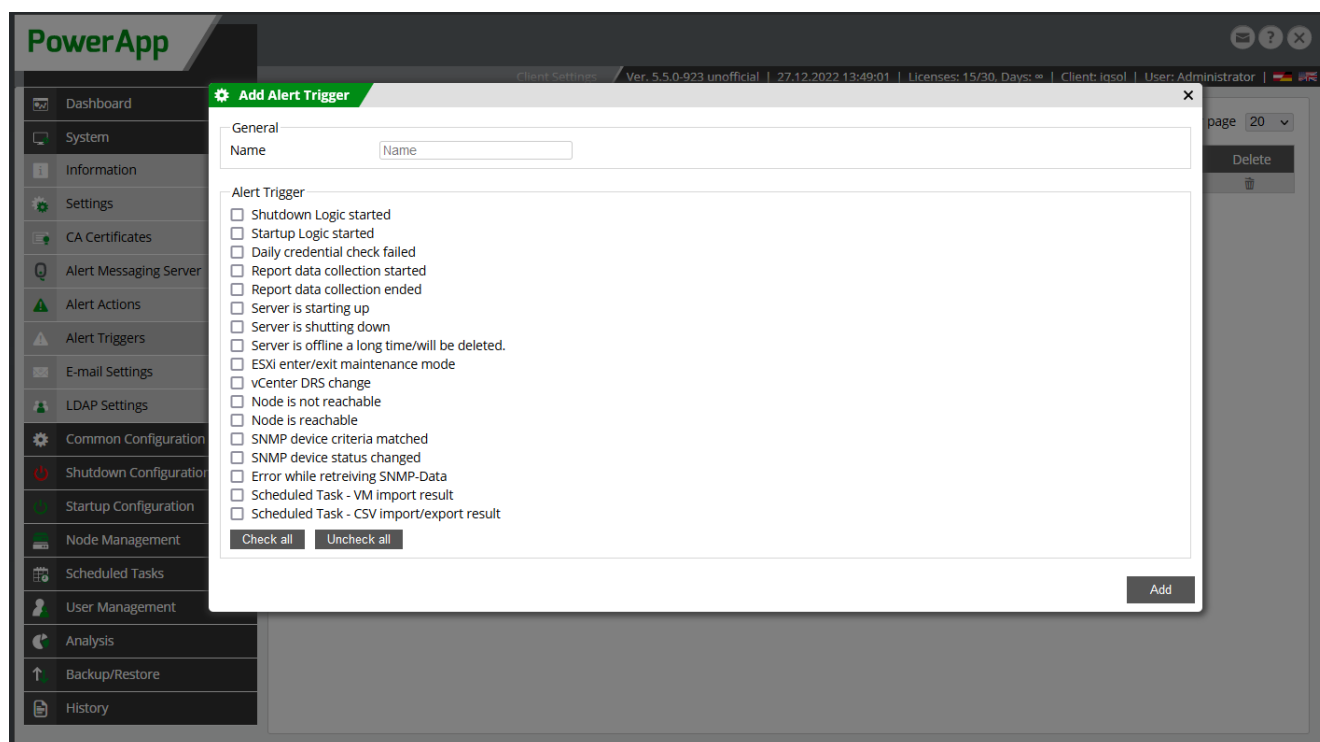 PowerApp
Client Settings
Ver. 5.5.0-923 unofficial | 27.12.2022 13:49:01 | Licenses: 15/30, Days: ∞ | Client: iqsol | User: Administrator |
Dashboard
System
Information
Settings
CA Certificates
Alert Messaging Server
Alert Actions
Alert Triggers
E-mail Settings
LDAP Settings
Common Configuration
Shutdown Configuration
Startup Configuration
Node Management
Scheduled Tasks
User Management
Analysis
Backup/Restore
History
page 20
Delete
Add Alert Trigger
General
Name Name
Alert Trigger
Shutdown Logic started
Startup Logic started
Daily credential check failed
Report data collection started
Report data collection ended
Server is starting up
Server is shutting down
Server is offline a long time/will be deleted.
ESXi enter/exit maintenance mode
vCenter DRS change
Node is not reachable
Node is reachable
SNMP device criteria matched
SNMP device status changed
Error while retreiving SNMP-Data
Scheduled Task - VM import result
Scheduled Task - CSV import/export result
Check all Uncheck all
Add